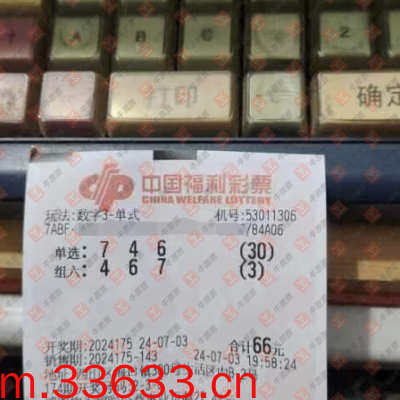 A B C 2
打印 确定
中国福利彩票
CHINA WELFARE LOTTERY
玩法:数字3-单式 机号:53011306
7ABF- 784A06
单选: 7 4 6 (30)
组六: 4 6 7 (3)
开奖期:2024175 24-07-03 合计66元
销售期:2024175-143 24-07-03 19:58:24
m.33633.cn